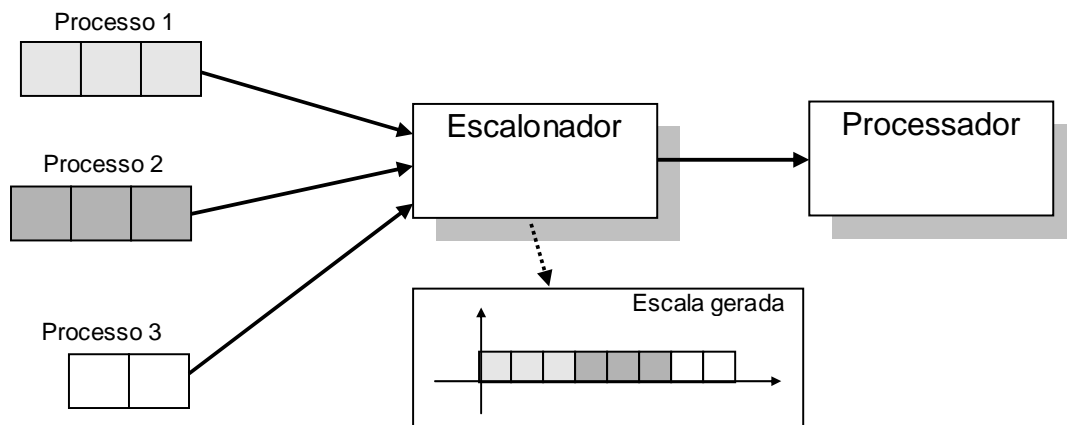 Processo 1
Processo 2
Processo 3
Escalonador
Processador
Escala gerada